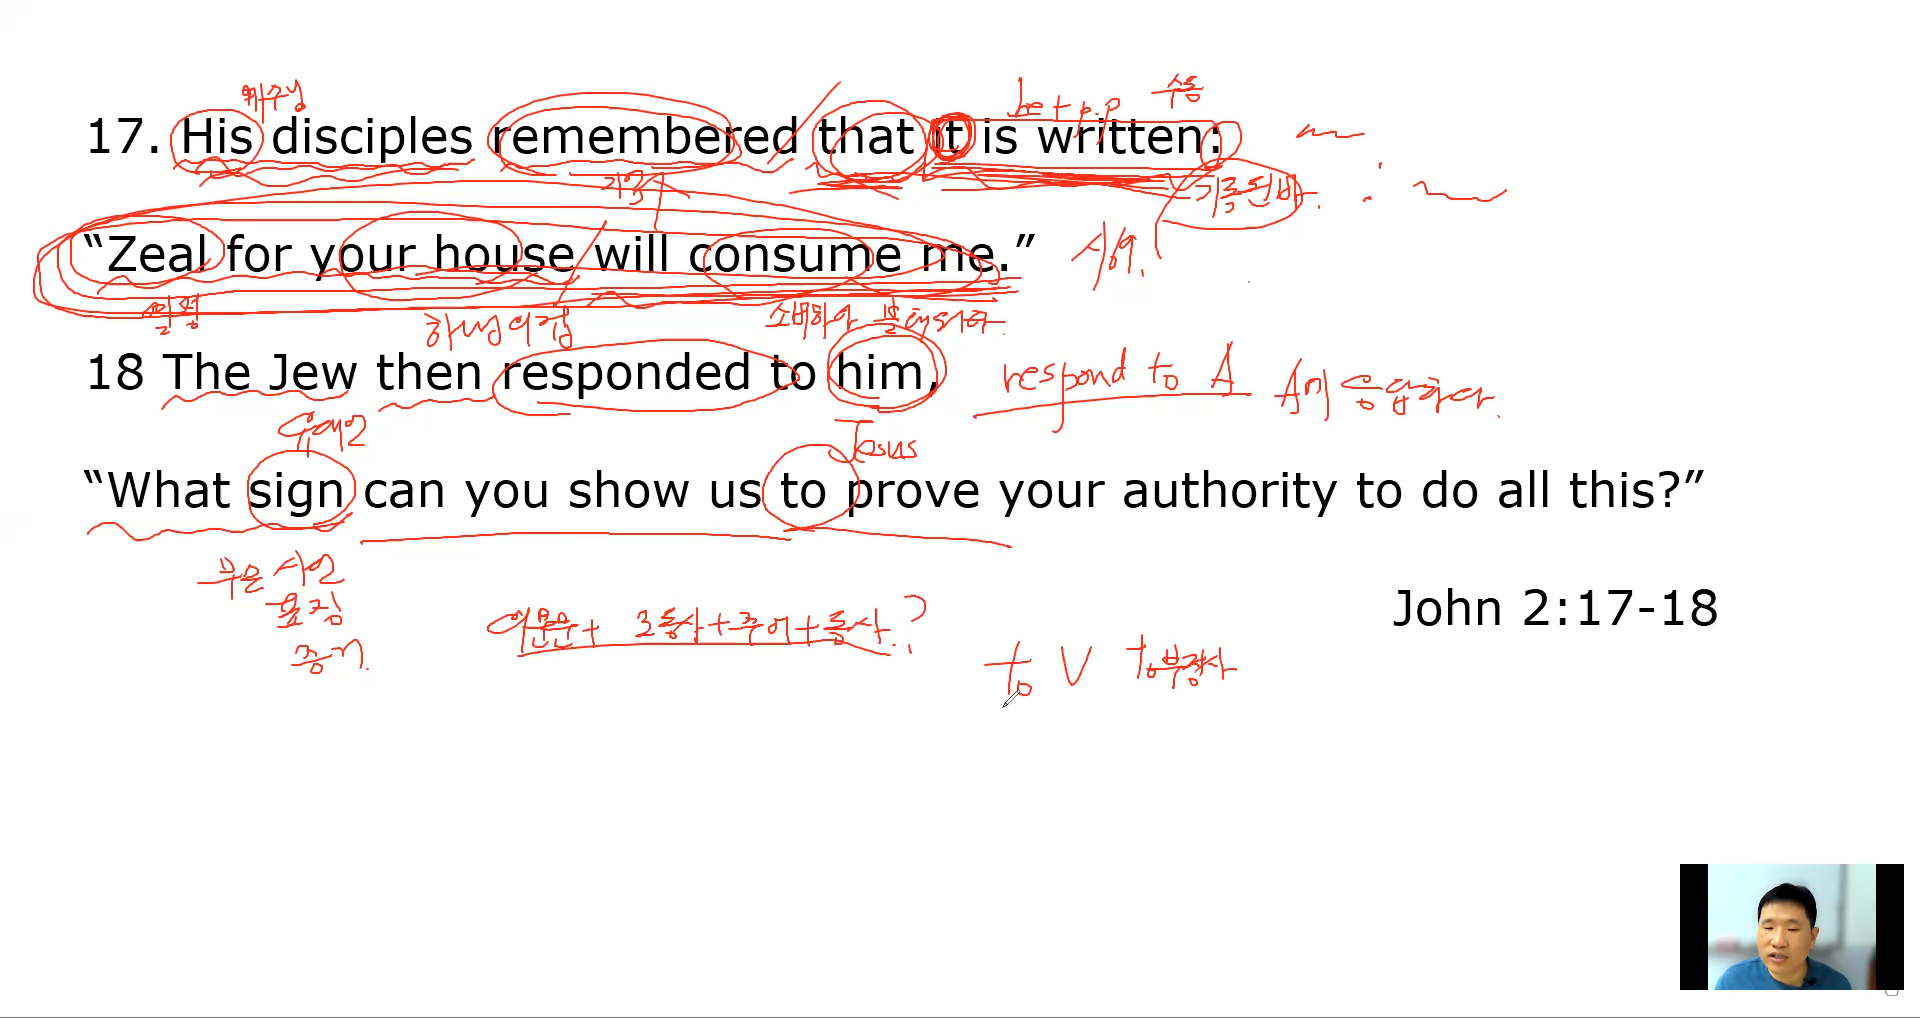 예수님 be + p.p 수동
17. His disciples remembered that it is written:
기억 기록된바.
“Zeal for your house will consume me.” 시69.
열정 하나님의 집 소비하다
18 The Jew then responded to him, respond to A A에 응답하다.
유대인 Jesus
“What sign can you show us to prove your authority to do all this?”
무슨 사인
표징
증거.
의문문 + 조동사+주어+동사.?
John 2:17-18
to V to부정사